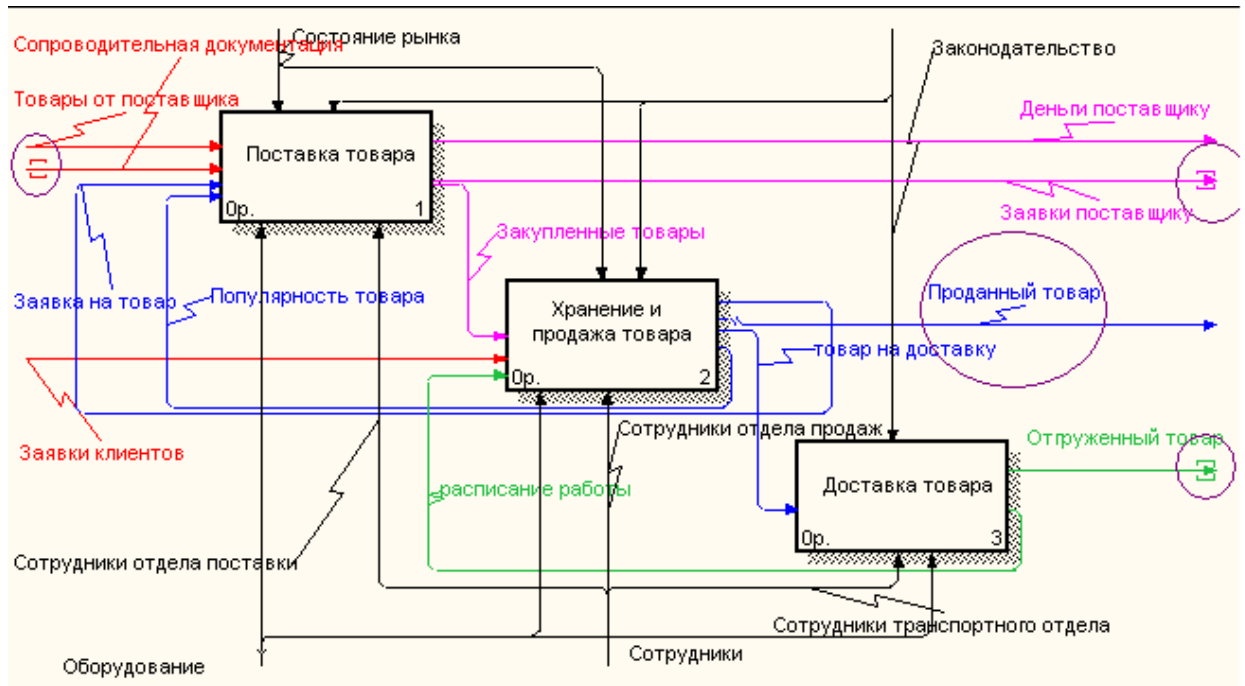 Состояние рынка
Сопроводительная документация
Законодательство
Товары от поставщика
Деньги поставщику
Поставка товара
0р.
1
Заявки поставщику
Закупленные товары
Заявка на товар
Популярность товара
Проданный товар
Хранение и
продажа товара
0р.
2
товар на доставку
Заявки клиентов
Сотрудники отдела продаж
Отгруженный товар
расписание работы
Доставка товара
0р.
3
Сотрудники отдела поставки
Сотрудники транспортного отдела
Оборудование
Сотрудники